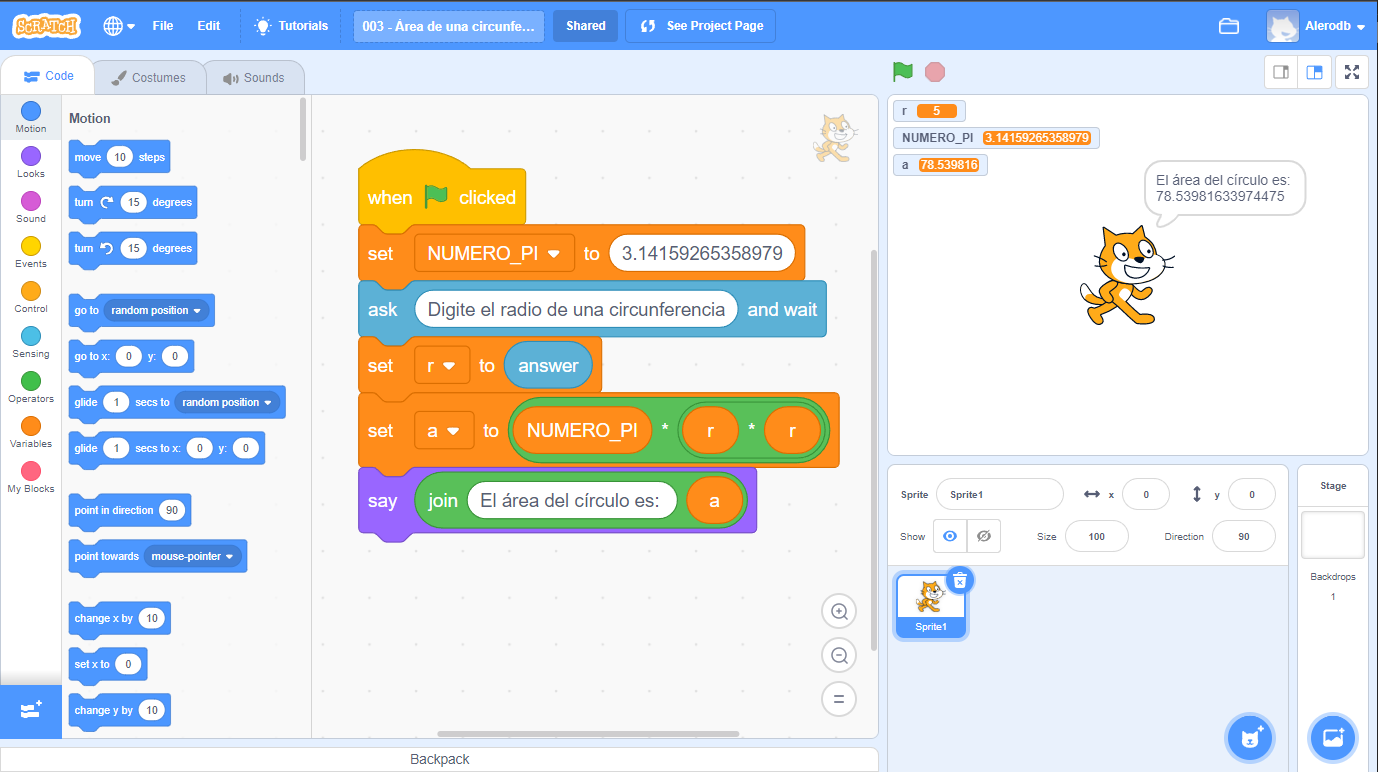 SCRATCH File Edit Tutorials 003 - Área de una circunfe... Shared See Project Page Alerodb
Code Costumes Sounds
Motion
Looks
Sound
Events
Control
Sensing
Operators
Variables
My Blocks
Motion
move 10 steps
turn 15 degrees
turn 15 degrees
go to random position
go to x: 0 y: 0
glide 1 secs to random position
glide 1 secs to x: 0 y: 0
point in direction 90
point towards mouse-pointer
change x by 10
set x to 0
change y by 10
when clicked
set NUMERO_PI to 3.14159265358979
ask Digite el radio de una circunferencia and wait
set r to answer
set a to NUMERO_PI * r * r
say join El área del círculo es: a
Backpack
r 5
NUMERO_PI 3.14159265358979
a 78.539816
El área del círculo es:
78.53981633974475
Sprite Sprite1 x 0 y 0
Show Size 100 Direction 90
Sprite1
Stage
Backdrops
1